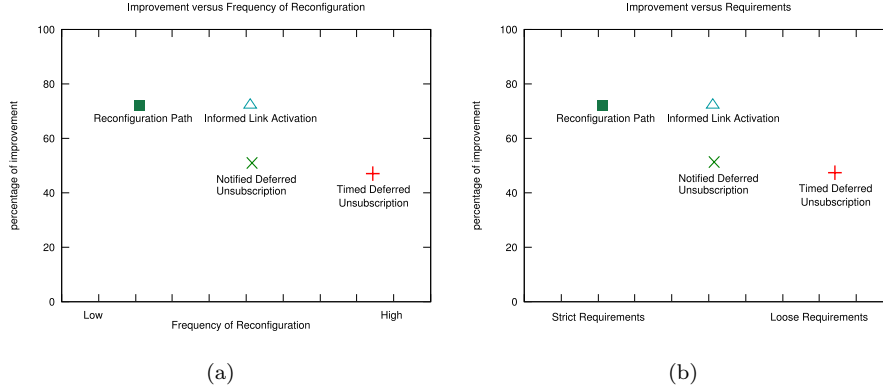 Improvement versus Frequency of Reconfiguration
100
80
60
40
20
0
percentage of improvement
Reconfiguration Path
Informed Link Activation
Notified Deferred
Unsubscription
Timed Deferred
Unsubscription
Low
High
Frequency of Reconfiguration
(a)
Improvement versus Requirements
100
80
60
40
20
0
percentage of improvement
Reconfiguration Path
Informed Link Activation
Notified Deferred
Unsubscription
Timed Deferred
Unsubscription
Strict Requirements
Loose Requirements
(b)